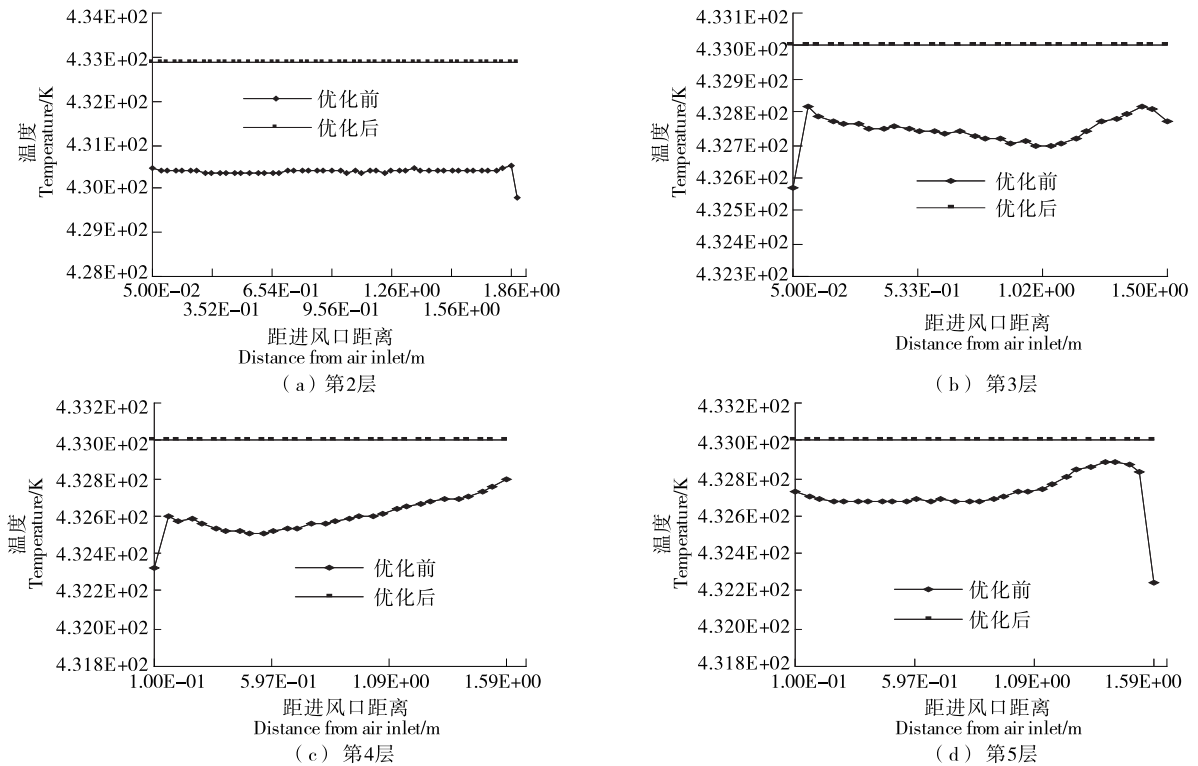 4.34E+02
4.33E+02
4.32E+02
4.31E+02
4.30E+02
4.29E+02
4.28E+02
温度
Temperature/K
优化前
优化后
5.00E-02 6.54E-01 1.26E+00 1.86E+00
3.52E-01 9.56E-01 1.56E+00
距进风口距离
Distance from air inlet/m
（a）第2层
4.331E+02
4.330E+02
4.329E+02
4.328E+02
4.327E+02
4.326E+02
4.325E+02
4.324E+02
4.323E+02
温度
Temperature/K
优化前
优化后
5.00E-02 5.33E-01 1.02E+00 1.50E+00
距进风口距离
Distance from air inlet/m
（b） 第3层
4.332E+02
4.330E+02
4.328E+02
4.326E+02
4.324E+02
4.322E+02
4.320E+02
4.318E+02
温度
Temperature/K
优化前
优化后
1.00E-01 5.97E-01 1.09E+00 1.59E+00
距进风口距离
Distance from air inlet/m
（c） 第4层
4.332E+02
4.330E+02
4.328E+02
4.326E+02
4.324E+02
4.322E+02
4.320E+02
4.318E+02
温度
Temperature/K
优化前
优化后
1.00E-01 5.97E-01 1.09E+00 1.59E+00
距进风口距离
Distance from air inlet/m
（d） 第5层